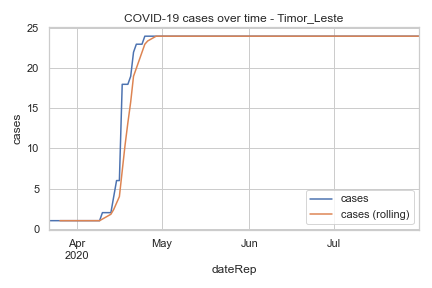 COVID-19 cases over time - Timor_Leste
25
20
15
10
5
0
cases
Apr
2020
May
Jun
Jul
dateRep
cases
cases (rolling)